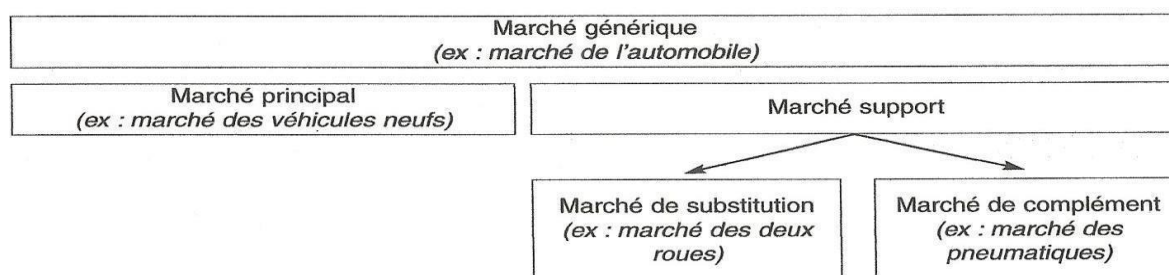 Marché générique
(ex : marché de l'automobile)
Marché principal
(ex : marché des véhicules neufs)
Marché support
Marché de substitution
(ex : marché des deux
roues)
Marché de complément
(ex : marché des
pneumatiques)